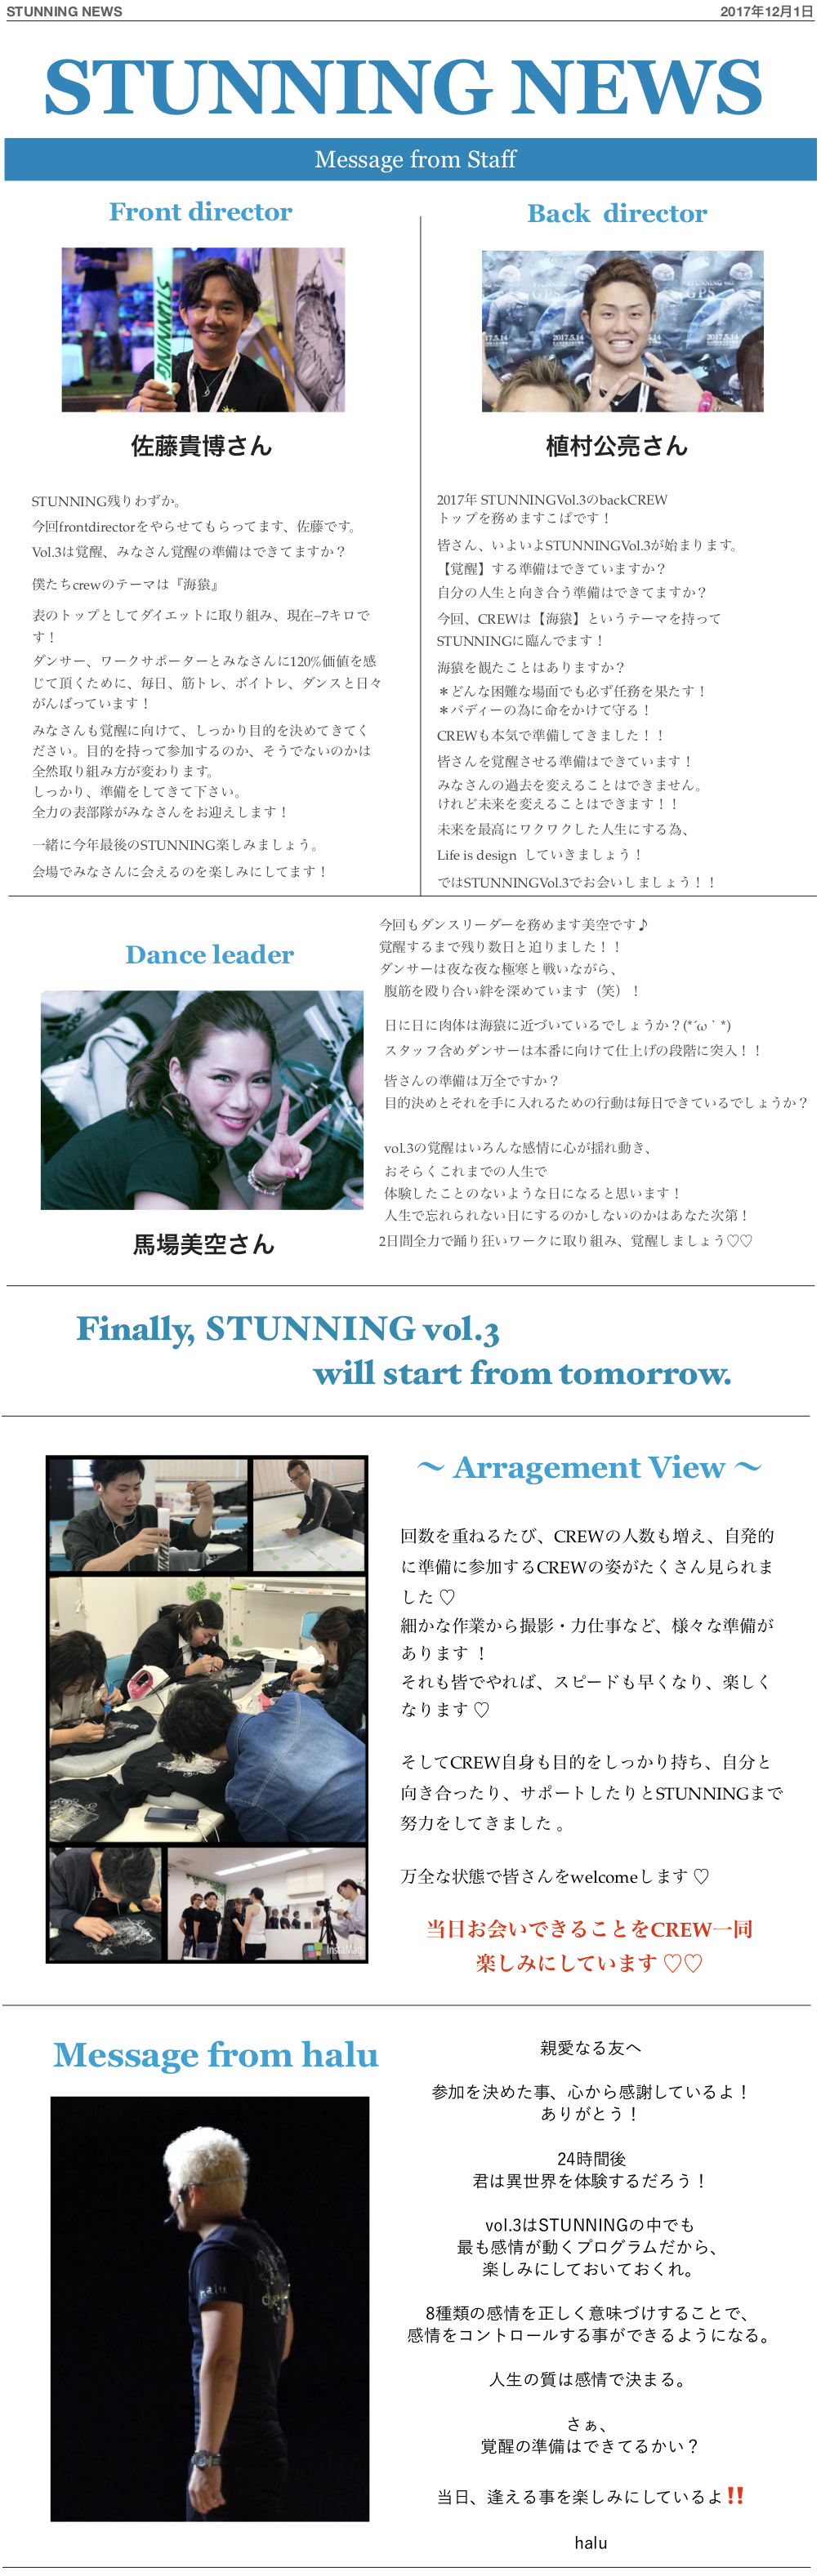 STUNNING NEWS
2017年12月1日
STUNNING NEWS
Message from Staff
Front director
STUNNING
佐藤貴博さん
STUNNING残りわずか。
今回frontdirectorをやらせてもらってます、佐藤です。
Vol.3は覚醒、みなさん覚醒の準備はできてますか？
僕たちcrewのテーマは『海猿』
表のトップとしてダイエットに取り組み、現在−7キロで
す！
ダンサー、ワークサポーターとみなさんに120%価値を感
じて頂くために、毎日、筋トレ、ボイトレ、ダンスと日々
がんばっています！
みなさんも覚醒に向けて、しっかり目的を決めてきてく
ださい。目的を持って参加するのか、そうでないのかは
全然取り組み方が変わります。
しっかり、準備をしてきて下さい。
全力の表部隊がみなさんをお迎えします！
一緒に今年最後のSTUNNING楽しみましょう。
会場でみなさんに会えるのを楽しみにしてます！
Back director
GPS
2017.5.14
2017.5.14
植村公亮さん
2017年 STUNNINGVol.3のbackCREW
トップを務めますこばです！
皆さん、いよいよSTUNNINGVol.3が始まります。
【覚醒】する準備はできていますか？
自分の人生と向き合う準備はできてますか？
今回、CREWは【海猿】というテーマを持って
STUNNINGに臨んでます！
海猿を観たことはありますか？
＊どんな困難な場面でも必ず任務を果たす！
＊バディーの為に命をかけて守る！
CREWも本気で準備してきました！！
皆さんを覚醒させる準備はできています！
みなさんの過去を変えることはできません。
けれど未来を変えることはできます！！
未来を最高にワクワクした人生にする為、
Life is design していきましょう！
ではSTUNNINGVol.3でお会いしましょう！！
Dance leader
馬場美空さん
今回もダンスリーダーを務めます美空です♪
覚醒するまで残り数日と迫りました！！
ダンサーは夜な夜な極寒と戦いながら、
腹筋を殴り合い絆を深めています（笑）！
日に日に肉体は海猿に近づいているでしょうか？(*´ω｀*)
スタッフ含めダンサーは本番に向けて仕上げの段階に突入！！
皆さんの準備は万全ですか？
目的決めとそれを手に入れるための行動は毎日できているでしょうか？
vol.3の覚醒はいろんな感情に心が揺れ動き、
おそらくこれまでの人生で
体験したことのないような日になると思います！
人生で忘れられない日にするのかしないのかはあなた次第！
2日間全力で踊り狂いワークに取り組み、覚醒しましょう♡♡
Finally, STUNNING vol.3
will start from tomorrow.
InstaMag
〜 Arragement View 〜
回数を重ねるたび、CREWの人数も増え、自発的
に準備に参加するCREWの姿がたくさん見られま
した ♡
細かな作業から撮影・力仕事など、様々な準備が
あります ！
それも皆でやれば、スピードも早くなり、楽しく
なります ♡
そしてCREW自身も目的をしっかり持ち、自分と
向き合ったり、サポートしたりとSTUNNINGまで
努力をしてきました 。
万全な状態で皆さんをwelcomeします ♡
当日お会いできることをCREW一同
楽しみにしています ♡♡
Message from halu
halu
親愛なる友へ
参加を決めた事、心から感謝しているよ！
ありがとう！
24時間後
君は異世界を体験するだろう！
vol.3はSTUNNINGの中でも
最も感情が動くプログラムだから、
楽しみにしておいておくれ。
8種類の感情を正しく意味づけすることで、
感情をコントロールする事ができるようになる。
人生の質は感情で決まる。
さぁ、
覚醒の準備はできてるかい？
当日、逢える事を楽しみにしているよ‼️
halu